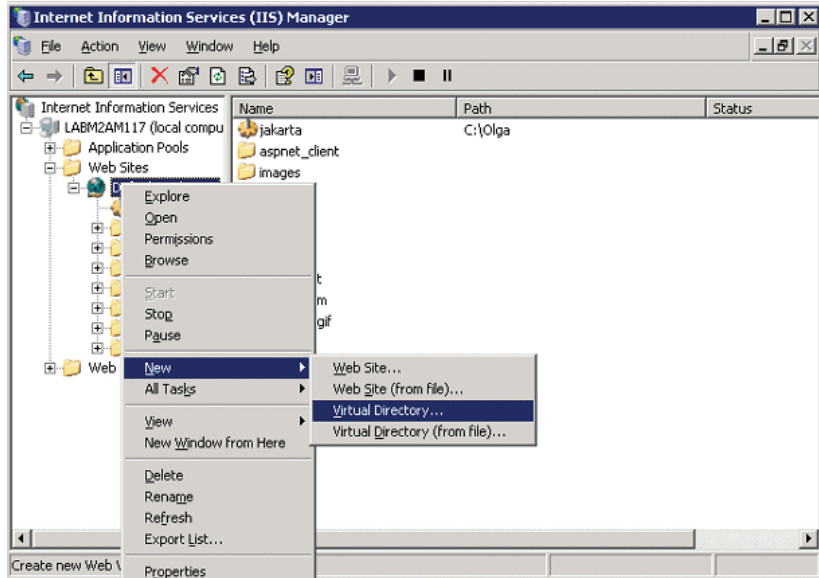 Internet Information Services (IIS) Manager
File Action View Window Help
Internet Information Services
Name Path Status
LABM2AM117 (local compu
jakarta C:\Olga
Application Pools
aspnet_client
Web Sites
images
Explore
Open
Permissions
Browse
t
Start
m
Stop
gif
Pause
Web
New
Web Site...
All Tasks
Web Site (from file)...
Virtual Directory...
View
Virtual Directory (from file)...
New Window from Here
Delete
Rename
Refresh
Export List...
Create new Web V
Properties